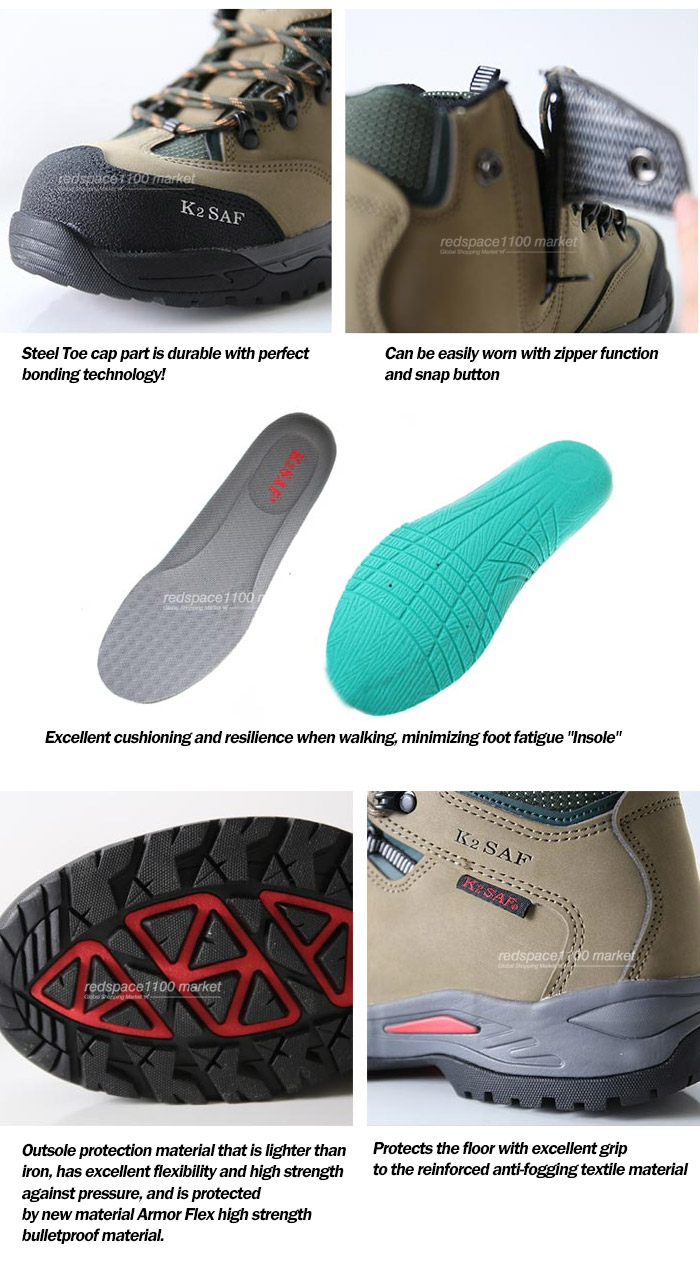 redspace1100 market
K2 SAF
redspace1100 market
Global Shopping Market
Steel Toe cap part is durable with perfect
bonding technology!
Can be easily worn with zipper function
and snap button
K2SAF
redspace1100
Global Shopping Market
Excellent cushioning and resilience when walking, minimizing foot fatigue "Insole"
K2 SAF
K2 SAF
redspace1100 market
redspace1100 market
Global Shopping Market
Global Shopping Market
Outsole protection material that is lighter than
iron, has excellent flexibility and high strength
against pressure, and is protected
by new material Armor Flex high strength
bulletproof material.
Protects the floor with excellent grip
to the reinforced anti-fogging textile material